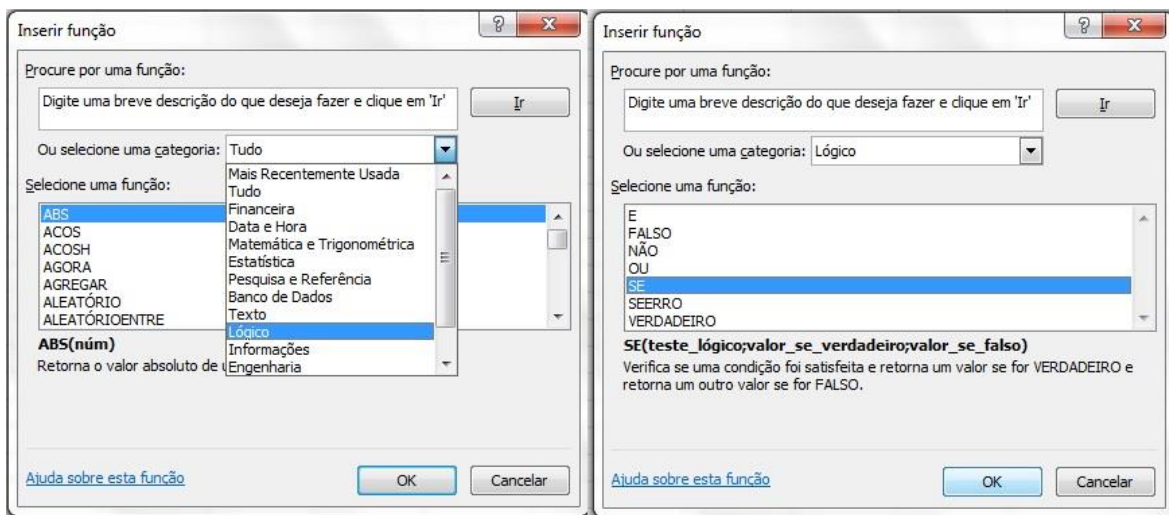 Inserir função
Procure por uma função:
Digite uma breve descrição do que deseja fazer e clique em 'Ir'
Ir
Ou selecione uma categoria: Tudo
Mais Recentemente Usada
Tudo
Financeira
Data e Hora
Matemática e Trigonométrica
Estatística
Pesquisa e Referência
Banco de Dados
Texto
Lógico
Informações
Engenharia
Selecione uma função:
ABS
ACOS
ACOSH
AGORA
AGREGAR
ALEATÓRIO
ALEATÓRIOENTRE
ABS(núm)
Retorna o valor absoluto de
Ajuda sobre esta função
OK
Cancelar
Inserir função
Procure por uma função:
Digite uma breve descrição do que deseja fazer e clique em 'Ir'
Ir
Ou selecione uma categoria: Lógico
Selecione uma função:
E
FALSO
NÃO
OU
SE
SEERRO
VERDADEIRO
SE(teste_lógico;valor_se_verdadeiro;valor_se_falso)
Verifica se uma condição foi satisfeita e retorna um valor se for VERDADEIRO e
retorna um outro valor se for FALSO.
Ajuda sobre esta função
OK
Cancelar